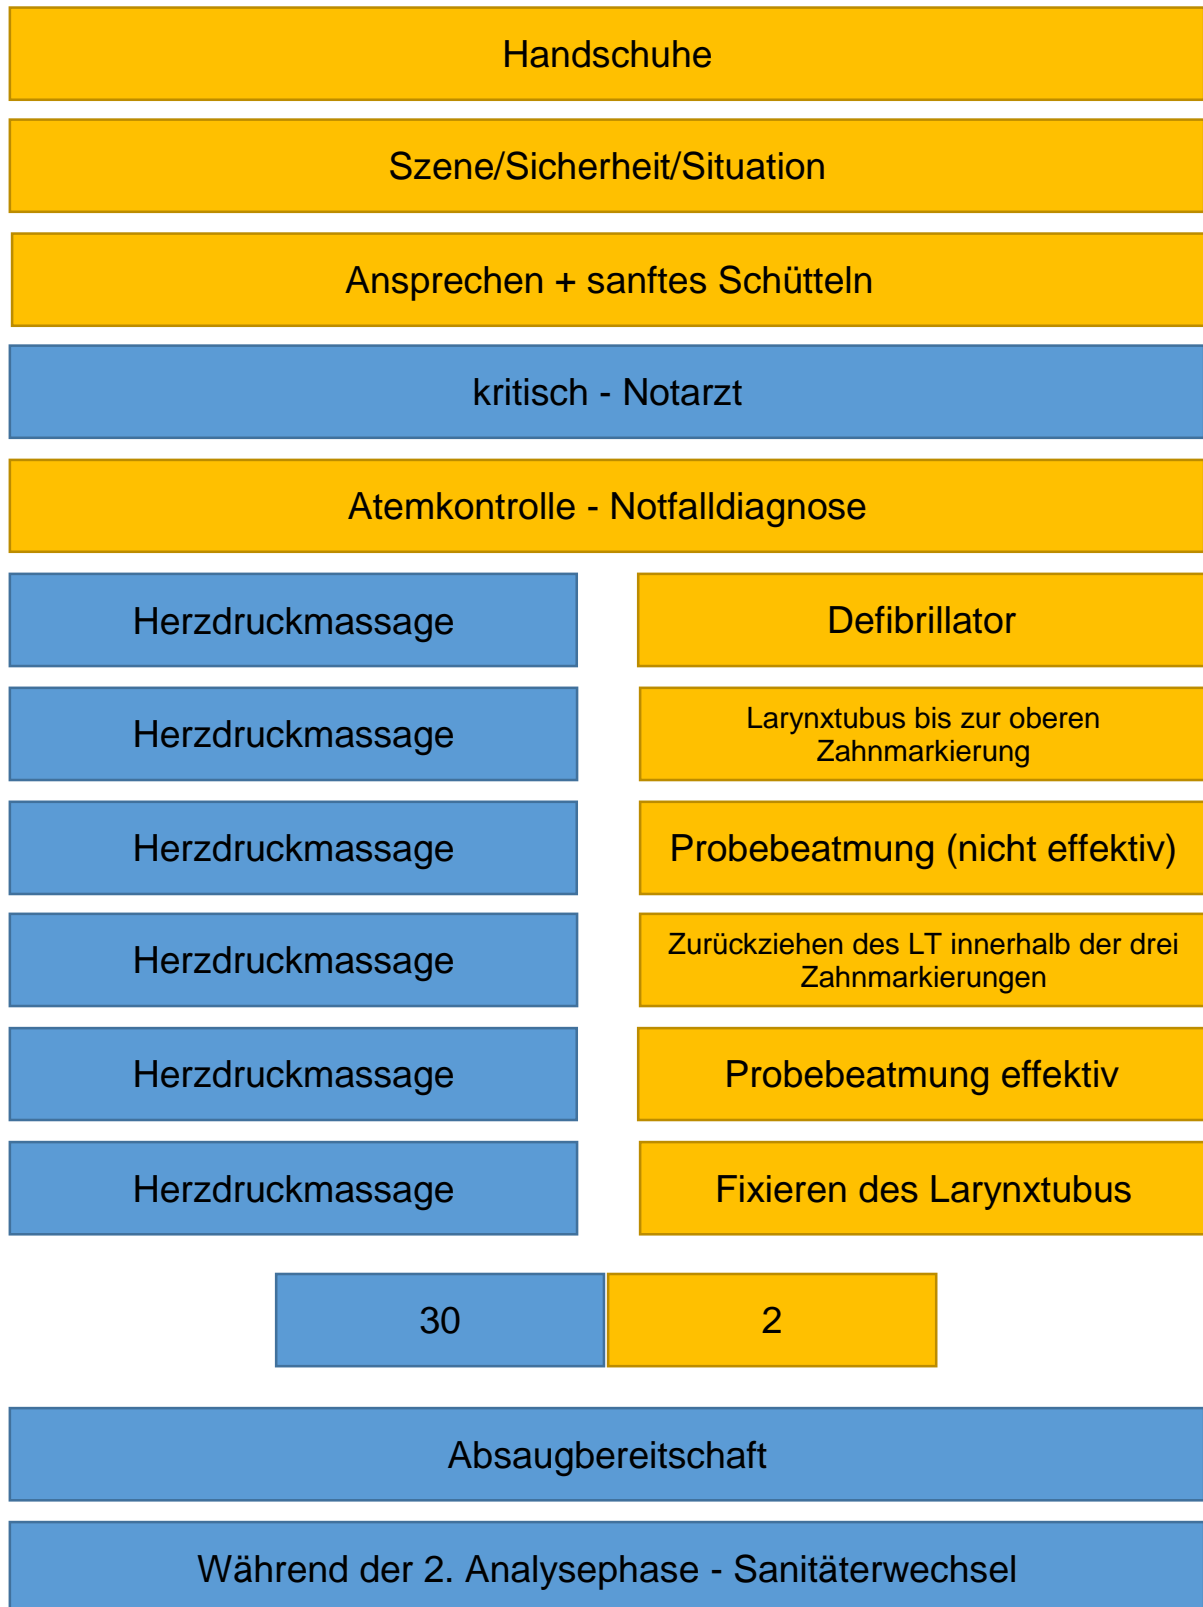 Handschuhe
Szene/Sicherheit/Situation
Ansprechen + sanftes Schütteln
kritisch - Notarzt
Atemkontrolle - Notfalldiagnose
Herzdruckmassage
Defibrillator
Herzdruckmassage
Larynxtubus bis zur oberen
Zahnmarkierung
Herzdruckmassage
Probebeatmung (nicht effektiv)
Herzdruckmassage
Zurückziehen des LT innerhalb der drei
Zahnmarkierungen
Herzdruckmassage
Probebeatmung effektiv
Herzdruckmassage
Fixieren des Larynxtubus
30
2
Absaugbereitschaft
Während der 2. Analysephase - Sanitäterwechsel